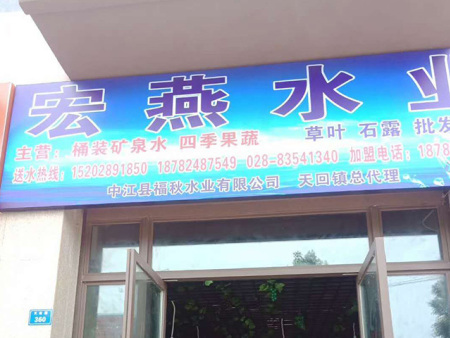 宏燕水业
主营：桶装矿泉水 四季果蔬 草叶 石露 批发
送水热线：15202891850 18782487549 028-83541340 加盟电话：1878
中江县福秋水业有限公司 天回镇总代理
360